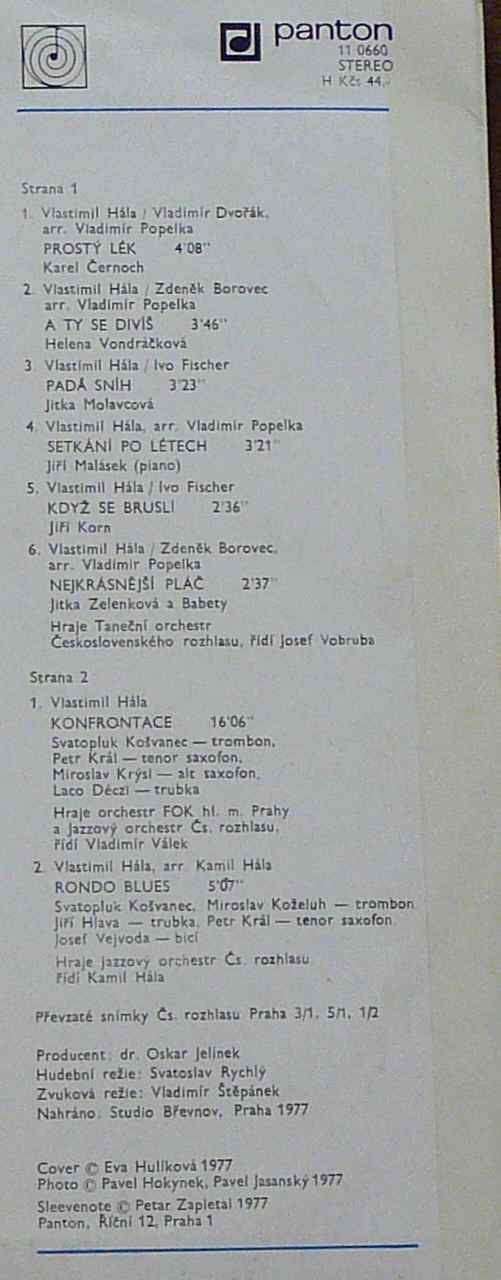 panton
11 0660
STEREO
H Kčs 44,-
Strana 1
1. Vlastimil Hála / Vladimír Dvořák,
arr. Vladimír Popelka
PROSTÝ LÉK 4'08"
Karel Černoch
2. Vlastimil Hála / Zdeněk Borovec
arr. Vladimír Popelka
A TY SE DIVÍŠ 3'46"
Helena Vondráčková
3. Vlastimil Hála / Ivo Fischer
PADÁ SNÍH 3'23"
Jitka Molavcová
4. Vlastimil Hála, arr. Vladimír Popelka
SETKÁNÍ PO LÉTECH 3'21"
Jiří Malásek (piano)
5. Vlastimil Hála / Ivo Fischer
KDYŽ SE BRUSLÍ 2'36"
Jiří Korn
6. Vlastimil Hála / Zdeněk Borovec,
arr. Vladimír Popelka
NEJKRÁSNĚJŠÍ PLÁČ 2'37"
Jitka Zelenková a Babety
Hraje Taneční orchestr
Československého rozhlasu, řídí Josef Vobruba
Strana 2
1. Vlastimil Hála
KONFRONTACE 16'06"
Svatopluk Košvanec — trombon,
Petr Král — tenor saxofon,
Miroslav Krýsl — alt saxofon,
Laco Déczi — trubka
Hraje orchestr FOK hl. m. Prahy
a Jazzový orchestr Čs. rozhlasu,
řídí Vladimír Válek
2. Vlastimil Hála, arr. Kamil Hála
RONDO BLUES 5'07"
Svatopluk Košvanec, Miroslav Koželuh — trombon
Jiří Hlava — trubka, Petr Král — tenor saxofon
Josef Vejvoda — bicí
Hraje Jazzový orchestr Čs. rozhlasu
řídí Kamil Hála
Převzaté snímky Čs. rozhlasu Praha 3/1, 5/1, 1/2
Producent: dr. Oskar Jelínek
Hudební režie: Svatoslav Rychlý
Zvuková režie: Vladimír Štěpánek
Nahráno: Studio Břevnov, Praha 1977
Cover © Eva Hulíková 1977
Photo © Pavel Hokynek, Pavel Jasanský 1977
Sleevenote © Petar Zapletal 1977
Panton, Říční 12, Praha 1